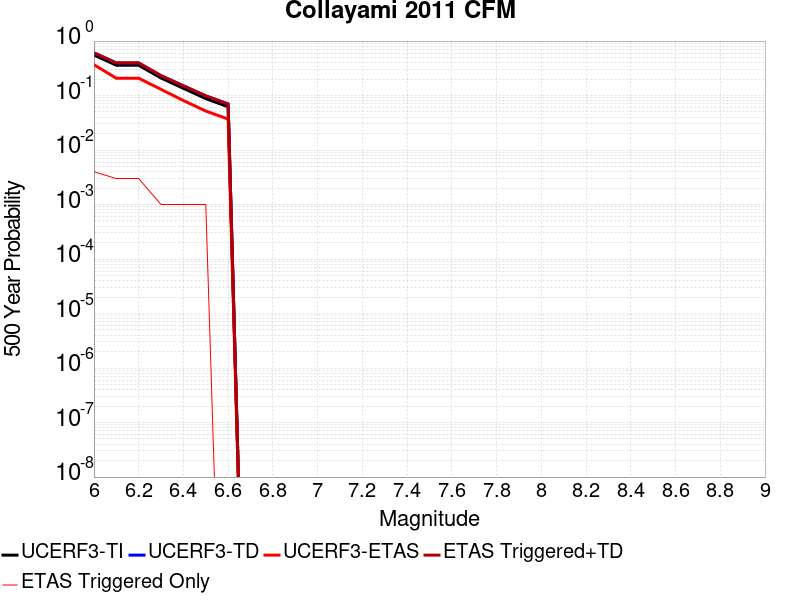 Collayami 2011 CFM
500 Year Probability
10^0
10^-1
10^-2
10^-3
10^-4
10^-5
10^-6
10^-7
10^-8
6 6.2 6.4 6.6 6.8 7 7.2 7.4 7.6 7.8 8 8.2 8.4 8.6 8.8 9
Magnitude
UCERF3-TI UCERF3-TD UCERF3-ETAS ETAS Triggered+TD
ETAS Triggered Only